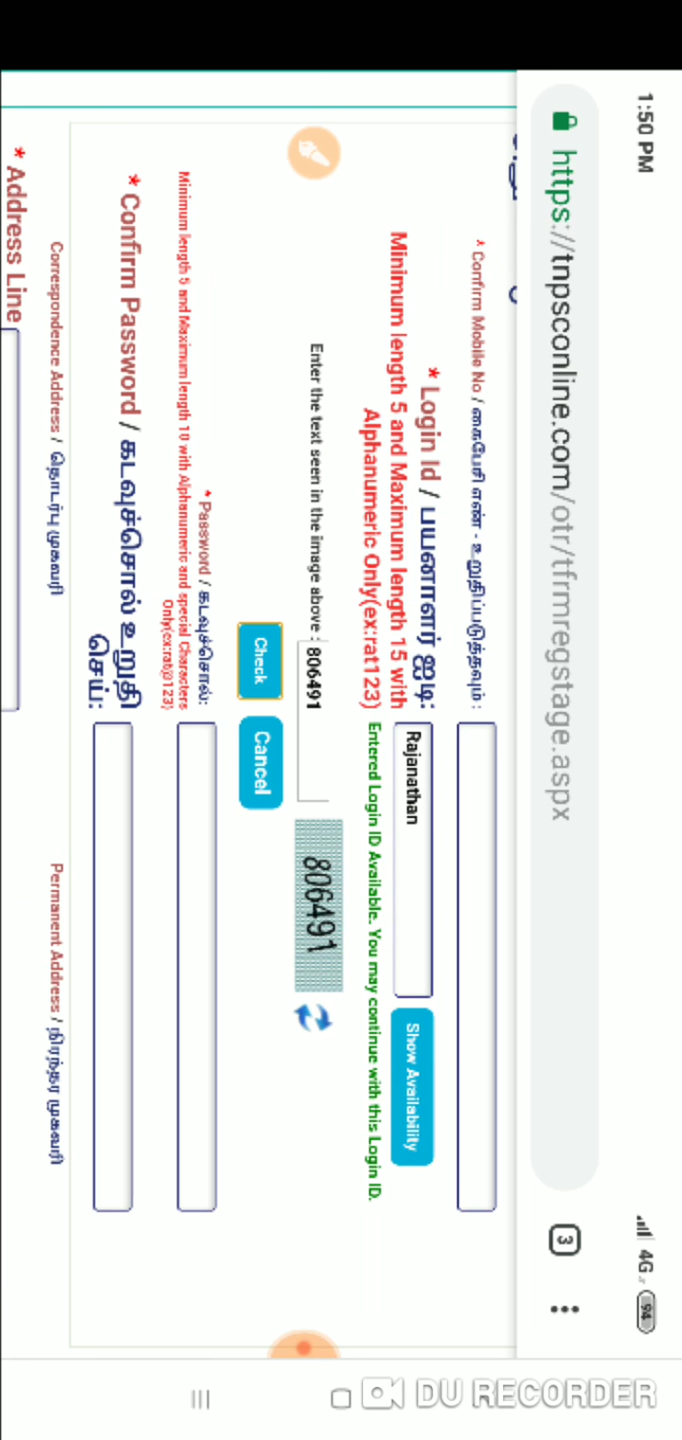 1:50 PM
4G
94
https://tnpsconline.com/otr/tfrmregstage.aspx
3
* Confirm Mobile No / கைபேசி எண் - உறுதிப்படுத்தவும் :
* Login Id / பயனாளர் ஐடி:
Rajanathan
Show Availability
Minimum length 5 and Maximum length 15 with
Alphanumeric Only(ex:rat123)
Entered Login ID Available. You may continue with this Login ID.
Enter the text seen in the image above : 806491
806491
Check
Cancel
* Password / கடவுச்சொல்:
Minimum length 5 and Maximum length 10 with Alphanumeric and special Characters
Only(ex:rat@123)
* Confirm Password / கடவுச்சொல் உறுதி
செய்:
Correspondence Address / தொடர்பு முகவரி
Permanent Address / நிரந்தர முகவரி
* Address Line
DU RECORDER